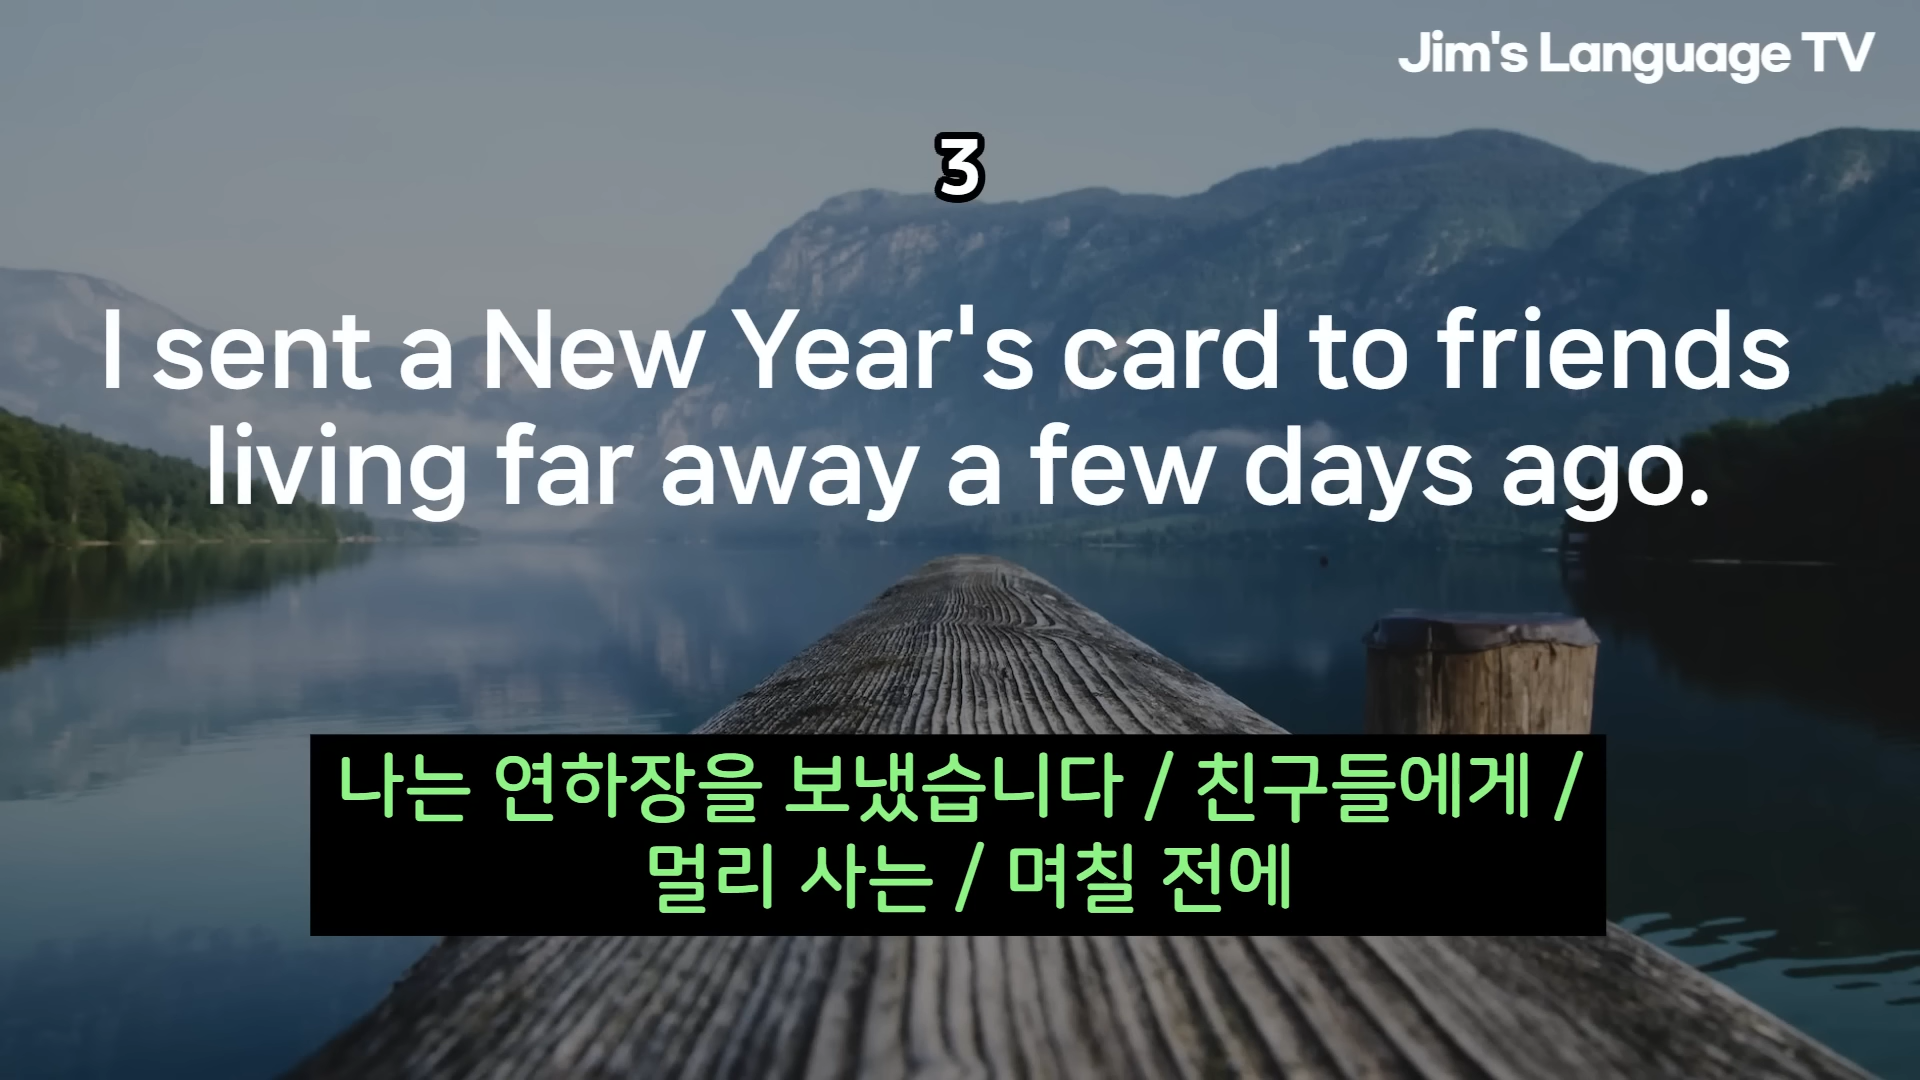 Jim's Language TV
3
I sent a New Year's card to friends
living far away a few days ago.
나는 연하장을 보냈습니다 / 친구들에게 /
멀리 사는 / 며칠 전에